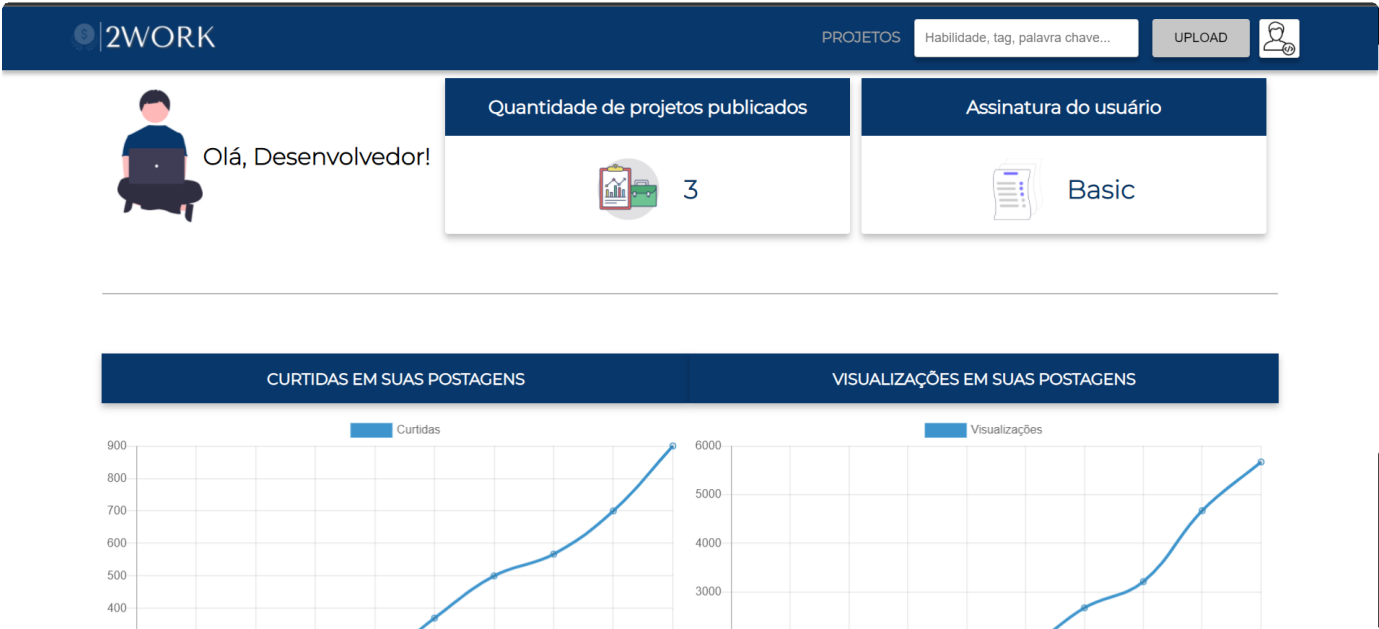 2WORK
PROJETOS
Habilidade, tag, palavra chave...
UPLOAD
Olá, Desenvolvedor!
Quantidade de projetos publicados
3
Assinatura do usuário
Basic
CURTIDAS EM SUAS POSTAGENS
VISUALIZAÇÕES EM SUAS POSTAGENS
Curtidas
900
800
700
600
500
400
Visualizações
6000
5000
4000
3000